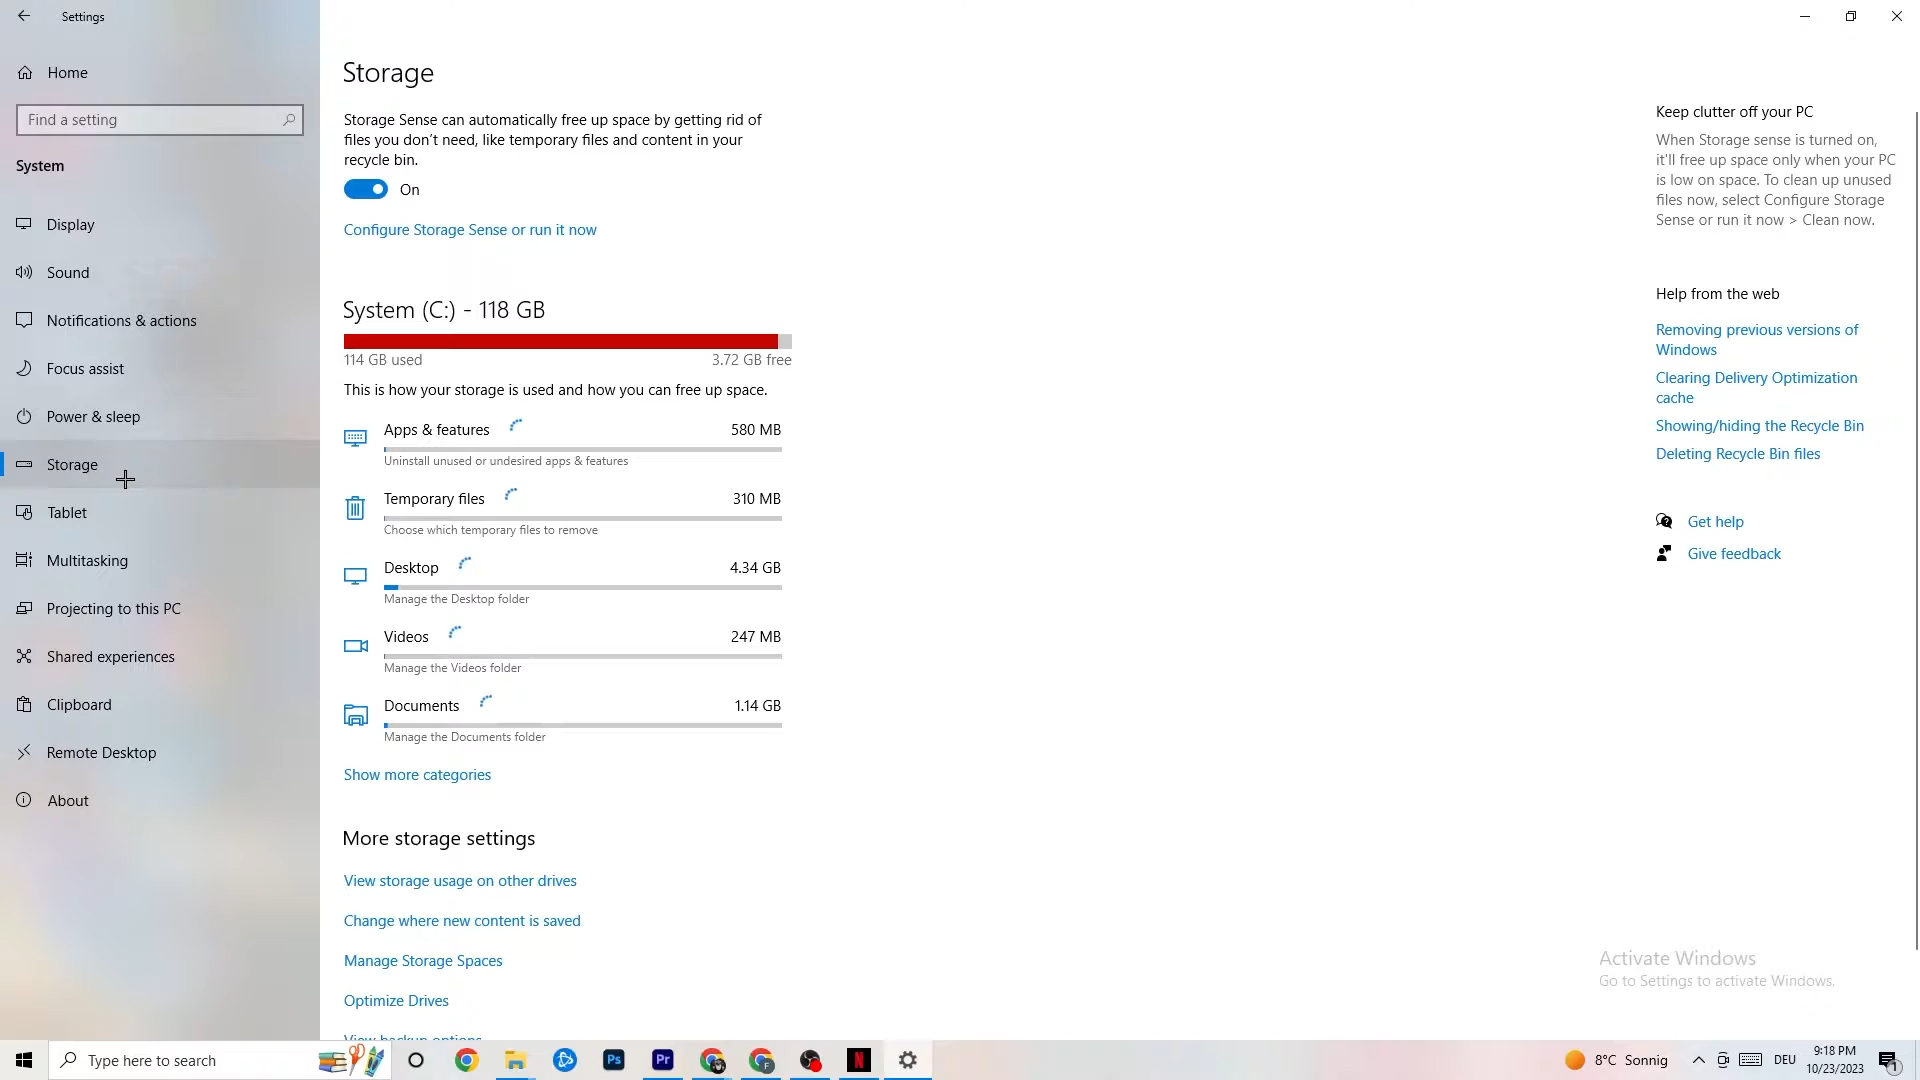 Settings
Home
Find a setting
System
Display
Sound
Notifications & actions
Focus assist
Power & sleep
Storage
Tablet
Multitasking
Projecting to this PC
Shared experiences
Clipboard
Remote Desktop
About
Storage
Storage Sense can automatically free up space by getting rid of
files you don't need, like temporary files and content in your
recycle bin.
On
Configure Storage Sense or run it now
System (C:) - 118 GB
114 GB used 3.72 GB free
This is how your storage is used and how you can free up space.
Apps & features 580 MB
Uninstall unused or undesired apps & features
Temporary files 310 MB
Choose which temporary files to remove
Desktop 4.34 GB
Manage the Desktop folder
Videos 247 MB
Manage the Videos folder
Documents 1.14 GB
Manage the Documents folder
Show more categories
More storage settings
View storage usage on other drives
Change where new content is saved
Manage Storage Spaces
Optimize Drives
View backup options
Keep clutter off your PC
When Storage sense is turned on,
it'll free up space only when your PC
is low on space. To clean up unused
files now, select Configure Storage
Sense or run it now > Clean now.
Help from the web
Removing previous versions of
Windows
Clearing Delivery Optimization
cache
Showing/hiding the Recycle Bin
Deleting Recycle Bin files
Get help
Give feedback
Activate Windows
Go to Settings to activate Windows.
Type here to search
Ps
Pr
F
N
8°C Sonnig
DEU
9:18 PM
10/23/2023
1